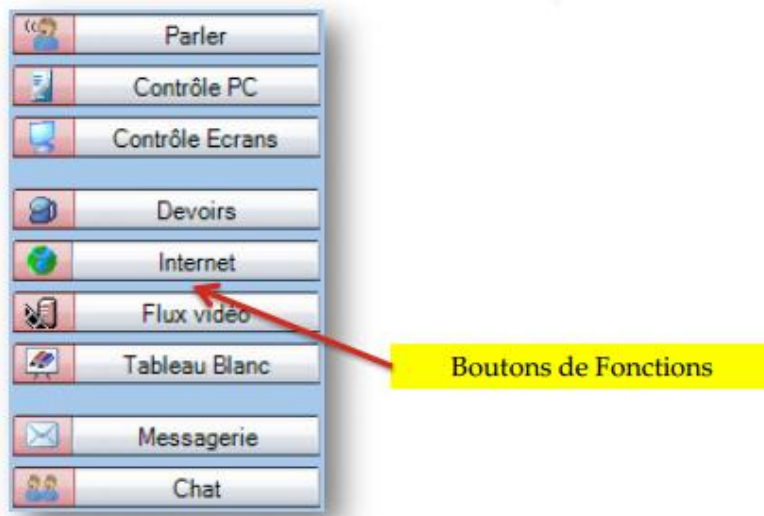 Parler
Contrôle PC
Contrôle Ecrans
Devoirs
Internet
Flux vidéo
Tableau Blanc
Messagerie
Chat
Boutons de Fonctions